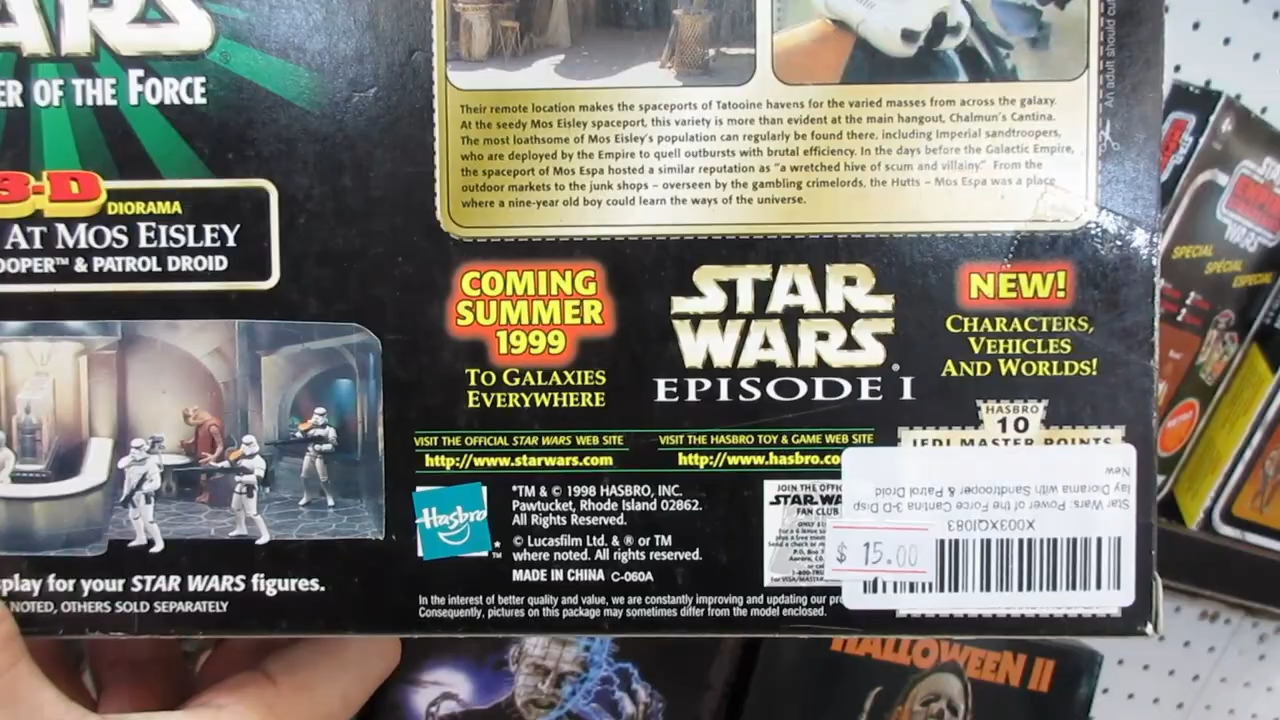 ARS
ER OF THE FORCE
3-D
DIORAMA
AT MOS EISLEY
OOPER™ & PATROL DROID
splay for your STAR WARS figures.
NOTED, OTHERS SOLD SEPARATELY
Their remote location makes the spaceports of Tatooine havens for the varied masses from across the galaxy.
At the seedy Mos Eisley spaceport, this variety is more than evident at the main hangout, Chalmun's Cantina.
The most loathsome of Mos Eisley's population can regularly be found there, including Imperial sandtroopers,
who are deployed by the Empire to quell outbursts with brutal efficiency. In the days before the Galactic Empire,
the spaceport of Mos Espa hosted a similar reputation as "a wretched hive of scum and villainy." From the
outdoor markets to the junk shops – overseen by the gambling crimelords, the Hutts – Mos Espa was a place
where a nine-year old boy could learn the ways of the universe.
An adult should cu
COMING
SUMMER
1999
TO GALAXIES
EVERYWHERE
STAR
WARS®
EPISODE I
NEW!
CHARACTERS,
VEHICLES
AND WORLDS!
VISIT THE OFFICIAL STAR WARS WEB SITE
http://www.starwars.com
VISIT THE HASBRO TOY & GAME WEB SITE
http://www.hasbro.co
HASBRO
10
JEDI MASTER POINTS
Hasbro
™
*TM & © 1998 HASBRO, INC.
Pawtucket, Rhode Island 02862.
All Rights Reserved.
© Lucasfilm Ltd. & ® or TM
where noted. All rights reserved.
MADE IN CHINA C-060A
JOIN THE OFFIC
STAR WA
FAN CLUB
In the interest of better quality and value, we are constantly improving and updating our pr
Consequently, pictures on this package may sometimes differ from the model enclosed.
X003XQ1083
Star Wars: Power of the Force Cantina 3-D Disp
lay Diorama with Sandtrooper & Patrol Droid
New
$ 15.00
STAR
EMPIRE
WARS
SPECIAL
SPÉCIAL
ESPECIAL
HALLOWEEN II